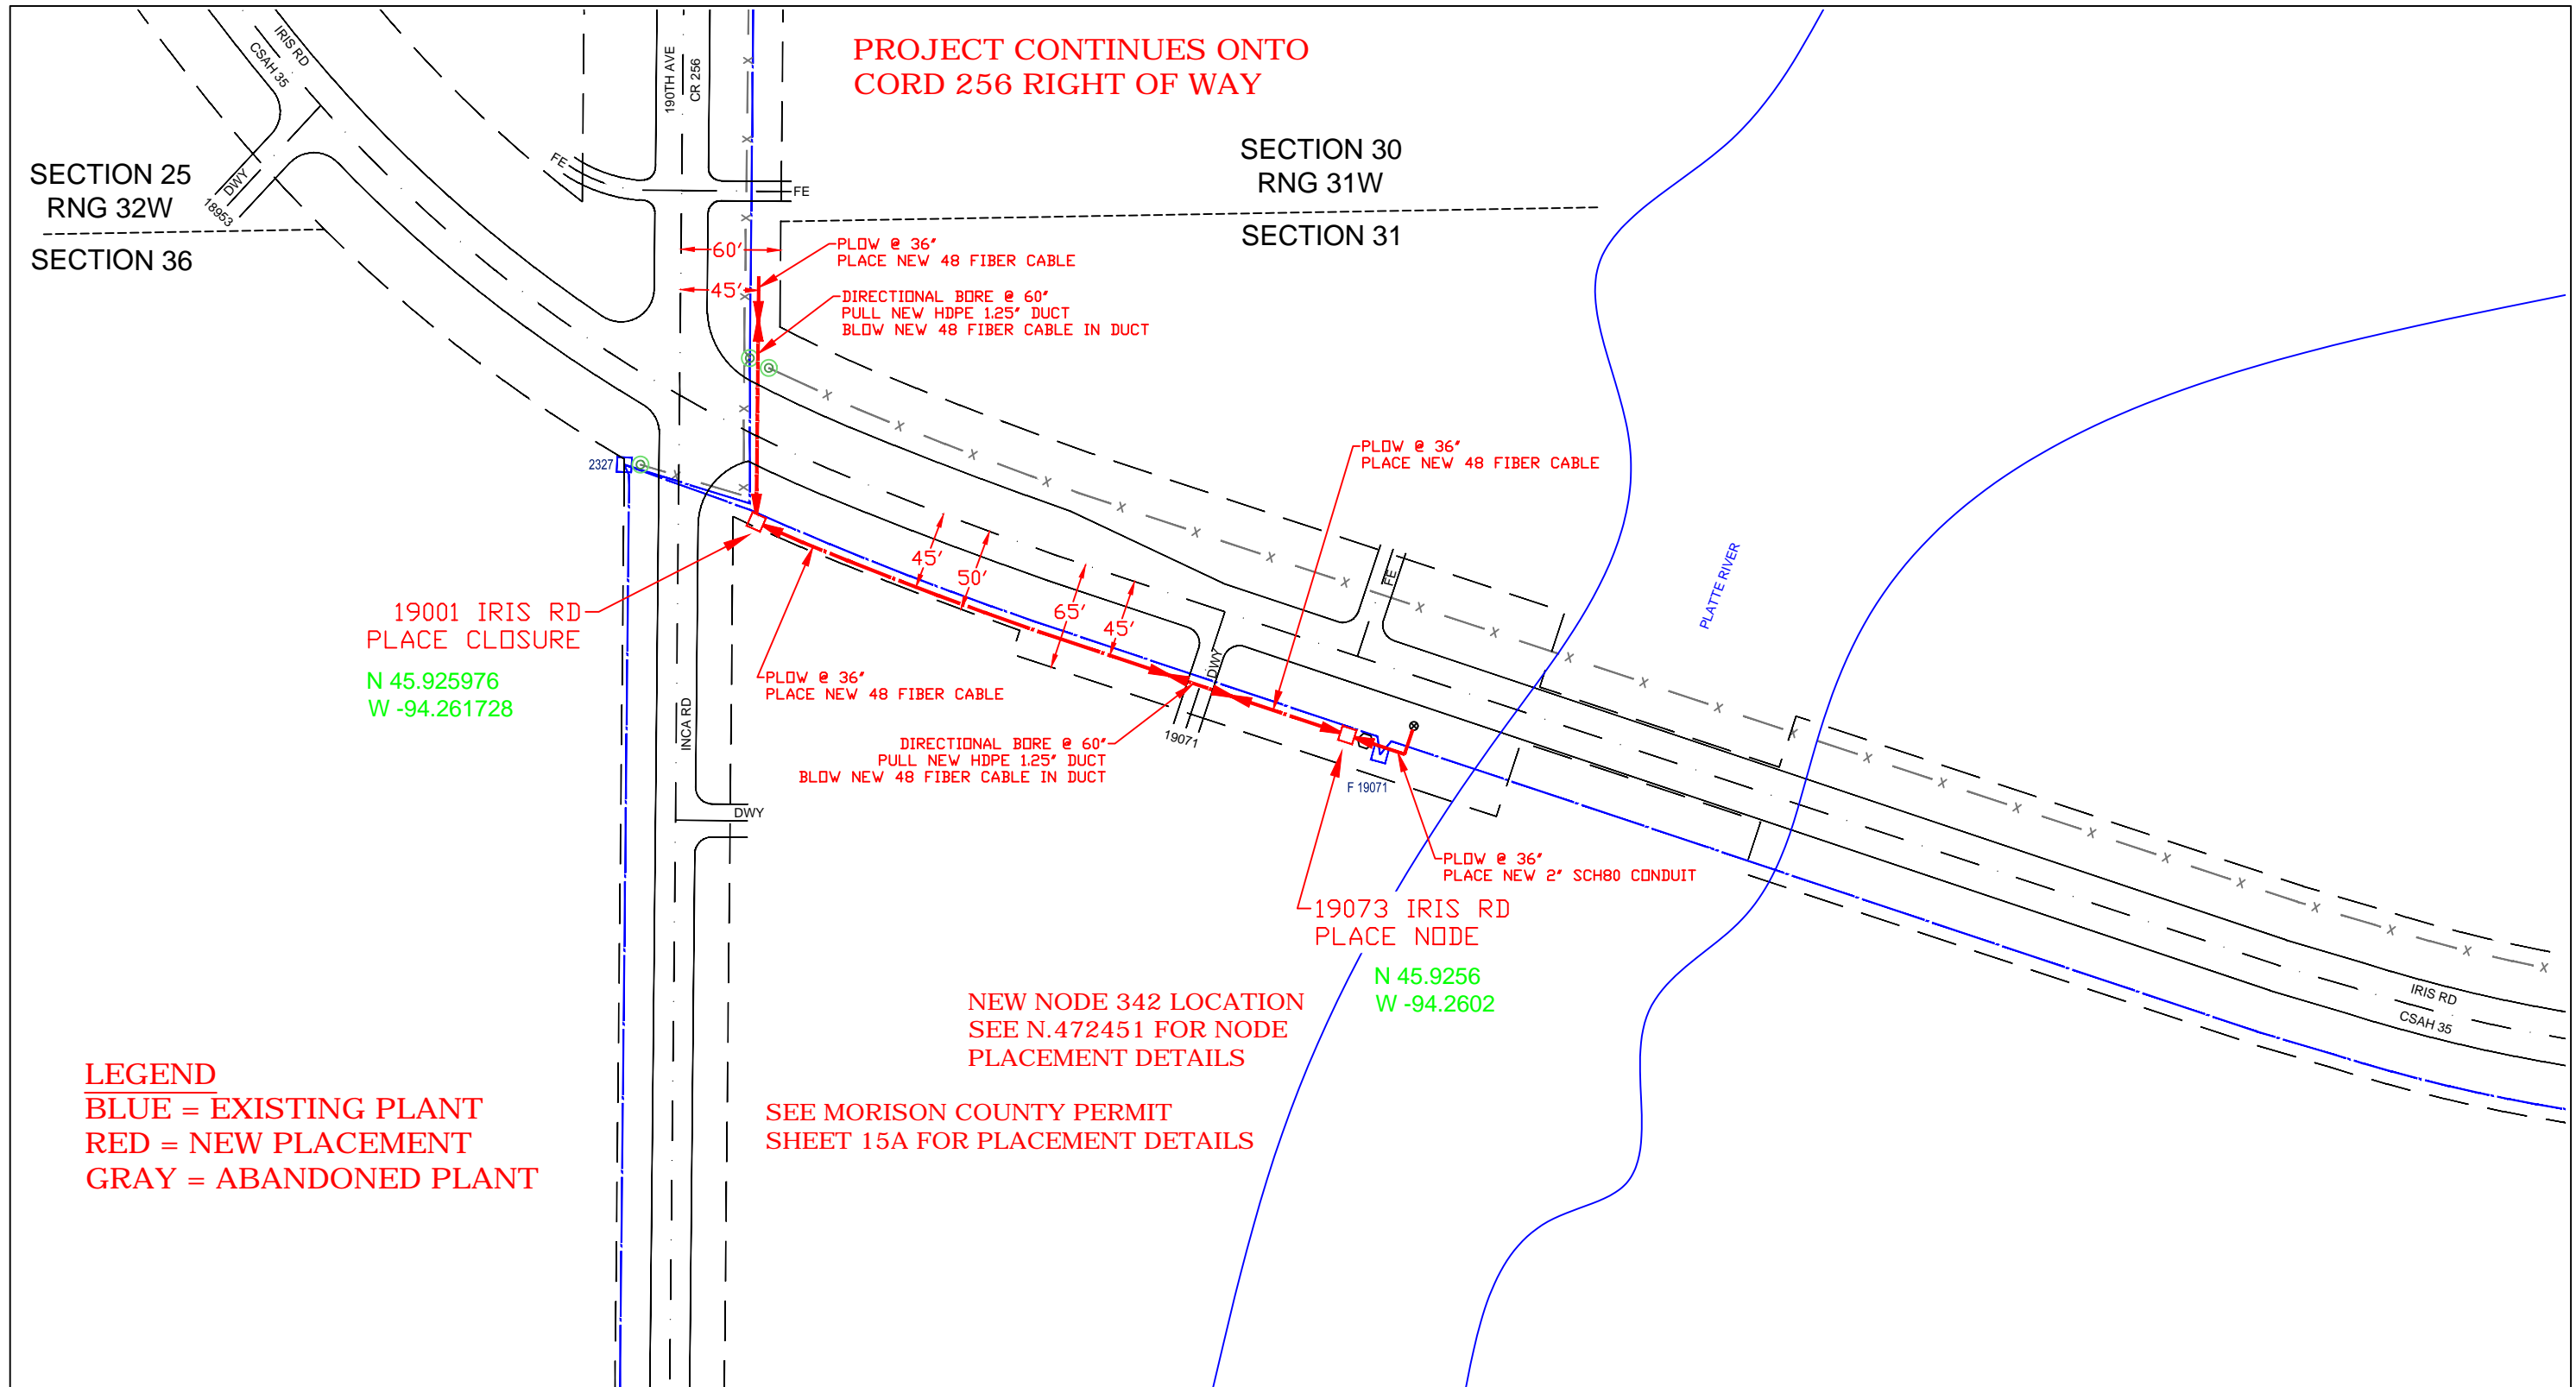 PROJECT CONTINUES ONTO
CORD 256 RIGHT OF WAY
IRIS RD
CSAH 35
190TH AVE
CR 256
SECTION 25
RNG 32W
SECTION 36
DWY
18953
FE
FE
SECTION 30
RNG 31W
SECTION 31
60'
45'
PLOW @ 36"
PLACE NEW 48 FIBER CABLE
DIRECTIONAL BORE @ 60"
PULL NEW HDPE 1.25" DUCT
BLOW NEW 48 FIBER CABLE IN DUCT
2327
PLOW @ 36"
PLACE NEW 48 FIBER CABLE
45'
50'
65'
45'
FE
PLATTE RIVER
19001 IRIS RD
PLACE CLOSURE
N 45.925976
W -94.261728
PLOW @ 36"
PLACE NEW 48 FIBER CABLE
INCA RD
DWY
19071
DIRECTIONAL BORE @ 60"
PULL NEW HDPE 1.25" DUCT
BLOW NEW 48 FIBER CABLE IN DUCT
F 19071
DWY
PLOW @ 36"
PLACE NEW 2" SCH80 CONDUIT
19073 IRIS RD
PLACE NODE
N 45.9256
W -94.2602
NEW NODE 342 LOCATION
SEE N.472451 FOR NODE
PLACEMENT DETAILS
IRIS RD
CSAH 35
LEGEND
BLUE = EXISTING PLANT
RED = NEW PLACEMENT
GRAY = ABANDONED PLANT
SEE MORISON COUNTY PERMIT
SHEET 15A FOR PLACEMENT DETAILS